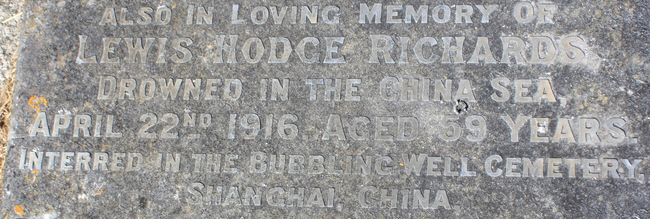 ALSO IN LOVING MEMORY OF
LEWIS HODGE RICHARDS
DROWNED IN THE CHINA SEA,
APRIL 22ND 1916. AGED 59 YEARS.
INTERRED IN THE BUBBLING WELL CEMETERY,
SHANGHAI, CHINA.